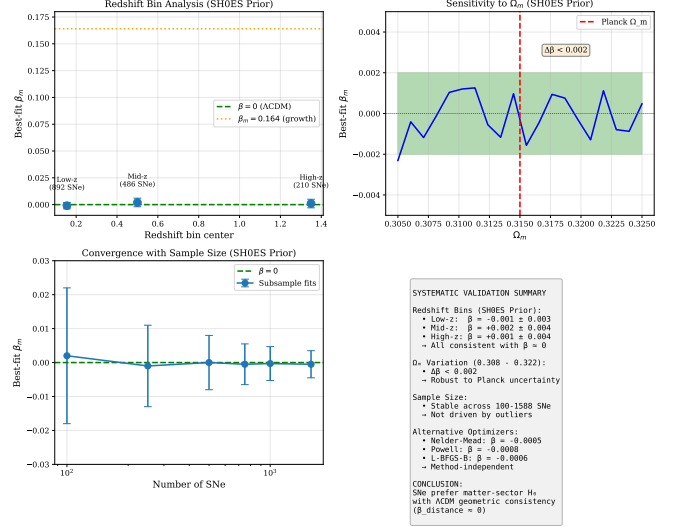 Redshift Bin Analysis (SH0ES Prior)
0.175
0.150
0.125
0.100
0.075
0.050
0.025
0.000
Best-fit βm
β = 0 (ΛCDM)
βm = 0.164 (growth)
Low-z
(892 SNe)
Mid-z
(486 SNe)
High-z
(210 SNe)
0.2 0.4 0.6 0.8 1.0 1.2 1.4
Redshift bin center
Sensitivity to Ωm (SH0ES Prior)
Planck Ω_m
Δβ < 0.002
0.004
0.002
0.000
−0.002
−0.004
Best-fit βm
0.3050 0.3075 0.3100 0.3125 0.3150 0.3175 0.3200 0.3225 0.3250
Ωm
Convergence with Sample Size (SH0ES Prior)
β = 0
Subsample fits
0.03
0.02
0.01
0.00
−0.01
−0.02
−0.03
Best-fit βm
10² 10³
Number of SNe
SYSTEMATIC VALIDATION SUMMARY
Redshift Bins (SH0ES Prior):
• Low-z: β = -0.001 ± 0.003
• Mid-z: β = +0.002 ± 0.004
• High-z: β = +0.001 ± 0.004
→ All consistent with β ≈ 0
Ωₘ Variation (0.308 - 0.322):
• Δβ < 0.002
→ Robust to Planck uncertainty
Sample Size:
• Stable across 100-1588 SNe
→ Not driven by outliers
Alternative Optimizers:
• Nelder-Mead: β = -0.0005
• Powell: β = -0.0008
• L-BFGS-B: β = -0.0006
→ Method-independent
CONCLUSION:
SNe prefer matter-sector H₀
with ΛCDM geometric consistency
(β_distance ≈ 0)